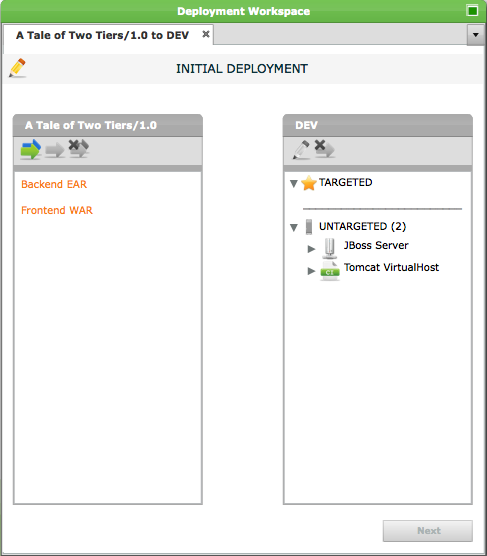 Deployment Workspace
A Tale of Two Tiers/1.0 to DEV
INITIAL DEPLOYMENT
A Tale of Two Tiers/1.0
Backend EAR
Frontend WAR
DEV
TARGETED
UNTARGETED (2)
JBoss Server
CI
Tomcat VirtualHost
Next